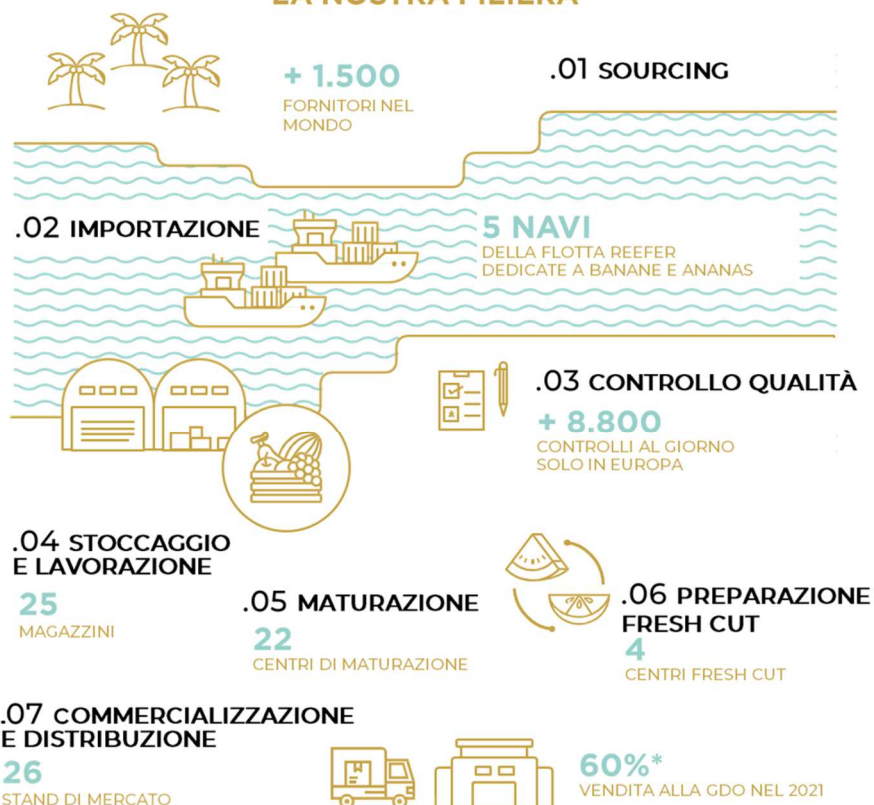 LA NOSTRA FILIERA
+ 1.500
FORNITORI NEL
MONDO
.01 SOURCING
.02 IMPORTAZIONE
5 NAVI
DELLA FLOTTA REEFER
DEDICATE A BANANE E ANANAS
.03 CONTROLLO QUALITÀ
+ 8.800
CONTROLLI AL GIORNO
SOLO IN EUROPA
.04 STOCCAGGIO
E LAVORAZIONE
25
MAGAZZINI
.05 MATURAZIONE
22
CENTRI DI MATURAZIONE
.06 PREPARAZIONE
FRESH CUT
4
CENTRI FRESH CUT
.07 COMMERCIALIZZAZIONE
E DISTRIBUZIONE
26
STAND DI MERCATO
60%*
VENDITA ALLA GDO NEL 2021